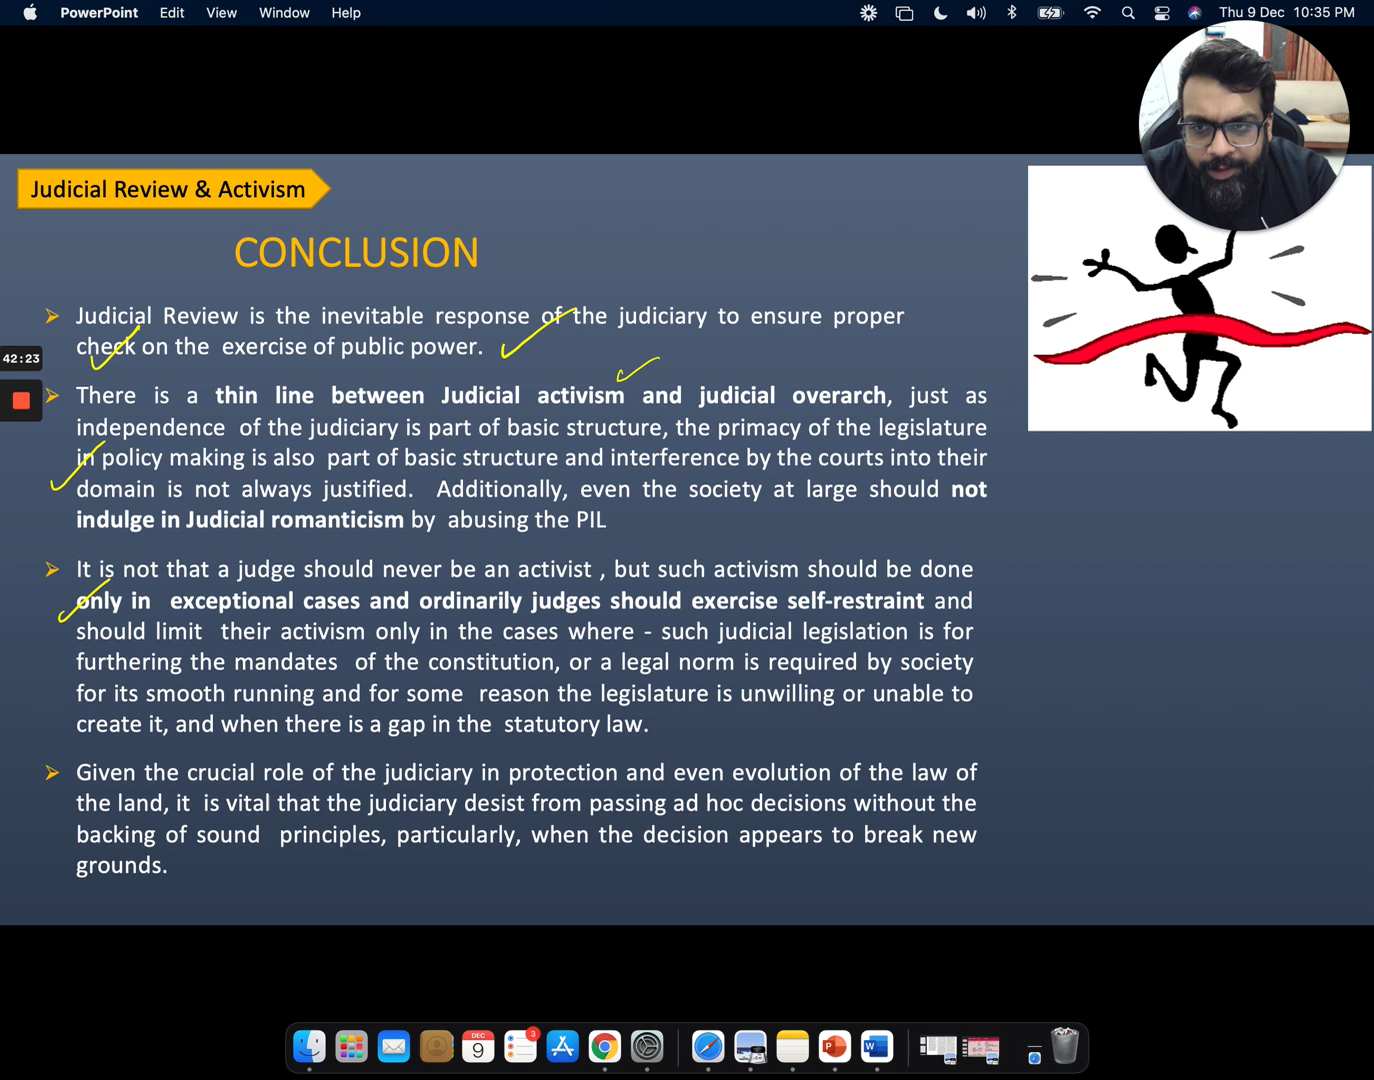 PowerPoint Edit View Window Help Thu 9 Dec 10:35 PM
Judicial Review & Activism
CONCLUSION
Judicial Review is the inevitable response of the judiciary to ensure proper
check on the exercise of public power.
42:23
There is a thin line between Judicial activism and judicial overarch, just as
independence of the judiciary is part of basic structure, the primacy of the legislature
in policy making is also part of basic structure and interference by the courts into their
domain is not always justified. Additionally, even the society at large should not
indulge in Judicial romanticism by abusing the PIL
It is not that a judge should never be an activist , but such activism should be done
only in exceptional cases and ordinarily judges should exercise self-restraint and
should limit their activism only in the cases where - such judicial legislation is for
furthering the mandates of the constitution, or a legal norm is required by society
for its smooth running and for some reason the legislature is unwilling or unable to
create it, and when there is a gap in the statutory law.
Given the crucial role of the judiciary in protection and even evolution of the law of
the land, it is vital that the judiciary desist from passing ad hoc decisions without the
backing of sound principles, particularly, when the decision appears to break new
grounds.
DEC
9
3
P
W